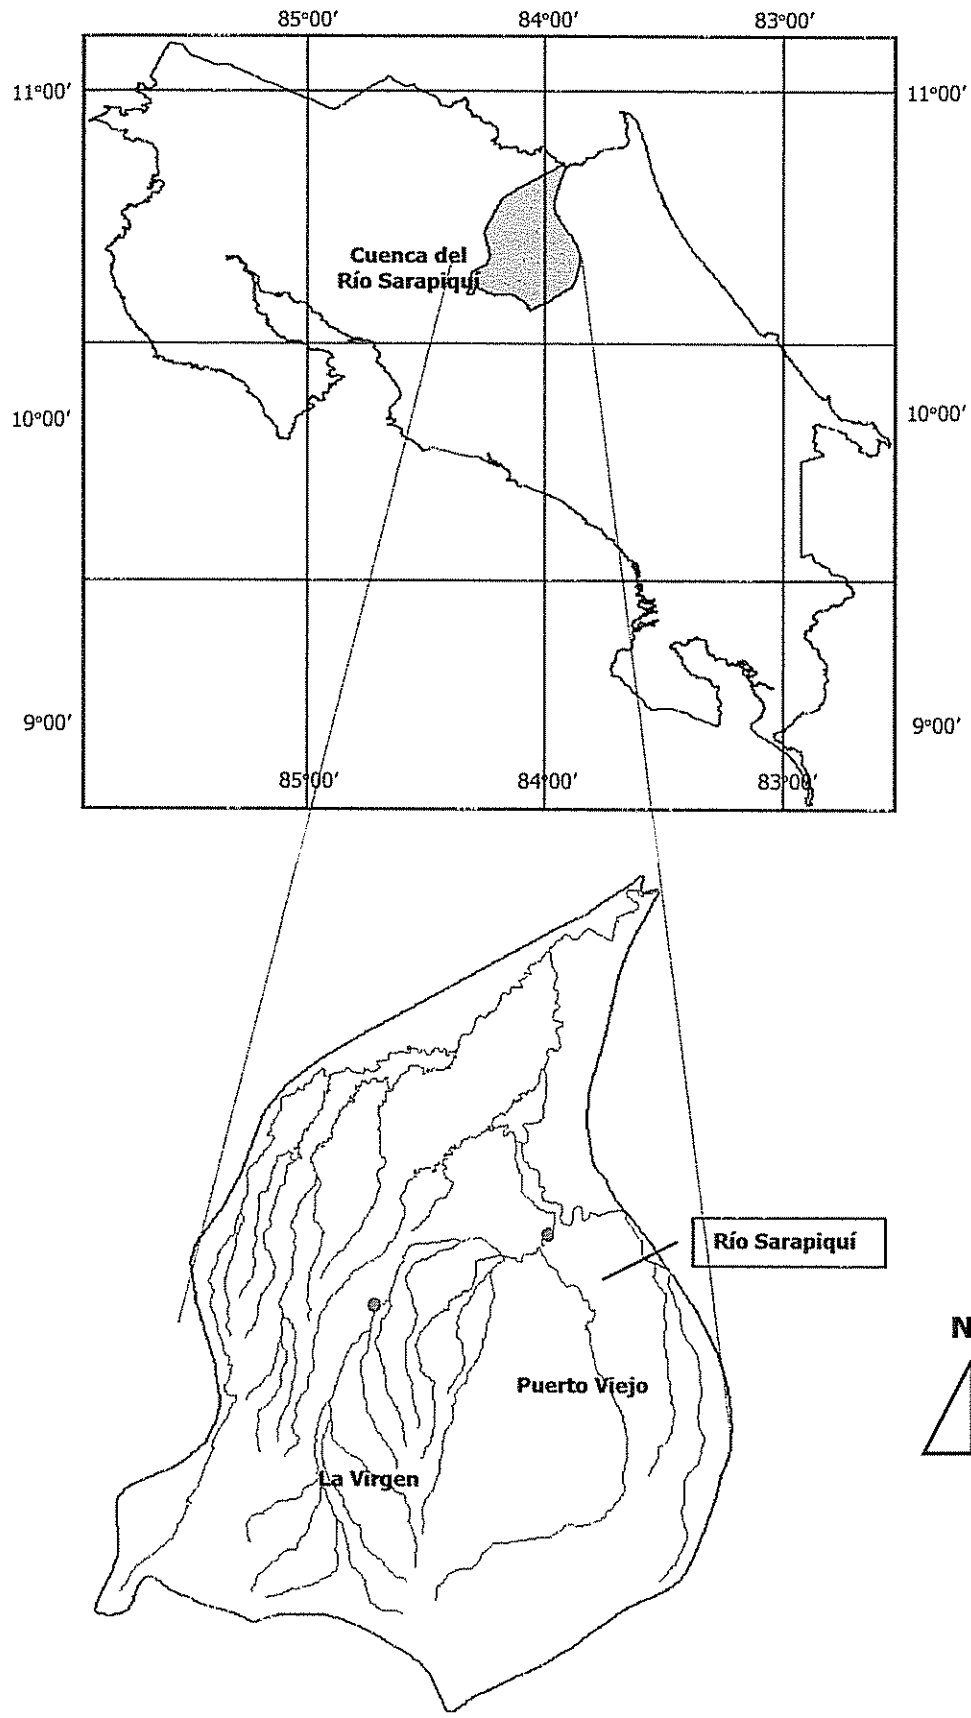 85°00' 84°00' 83°00'
11°00' 11°00'
Cuenca del
Río Sarapiquí
10°00' 10°00'
9°00' 9°00'
85°00' 84°00' 83°00'
Río Sarapiquí
N
Puerto Viejo
La Virgen